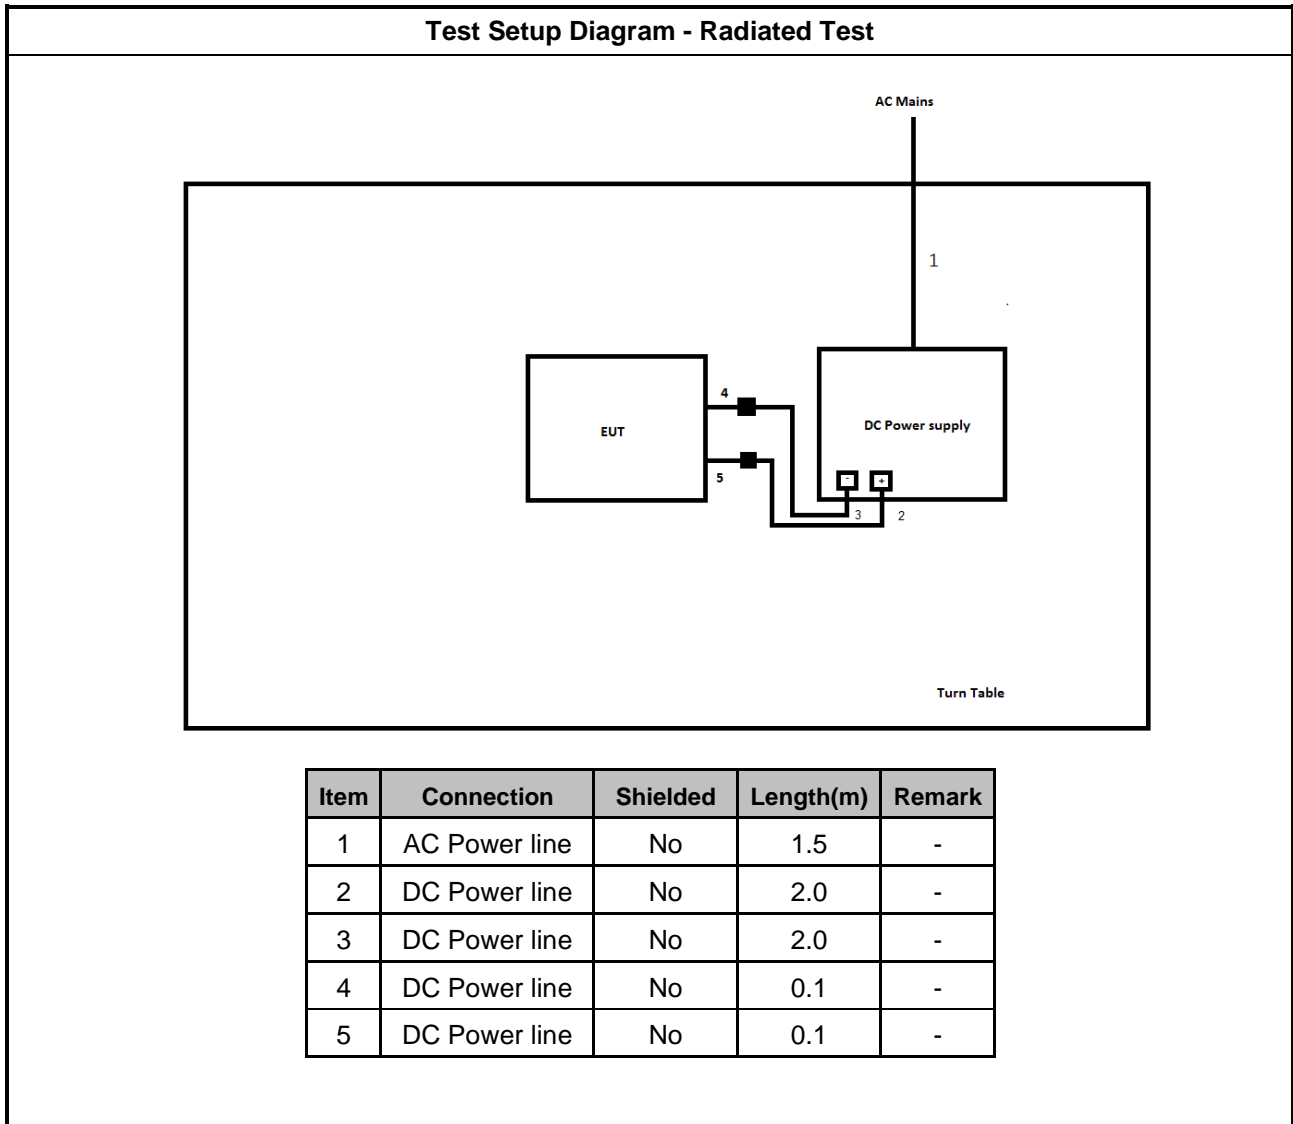 Test Setup Diagram - Radiated Test
AC Mains
1
4
EUT
DC Power supply
5
- +
3 2
Turn Table
Item Connection Shielded Length(m) Remark
1 AC Power line No 1.5 -
2 DC Power line No 2.0 -
3 DC Power line No 2.0 -
4 DC Power line No 0.1 -
5 DC Power line No 0.1 -